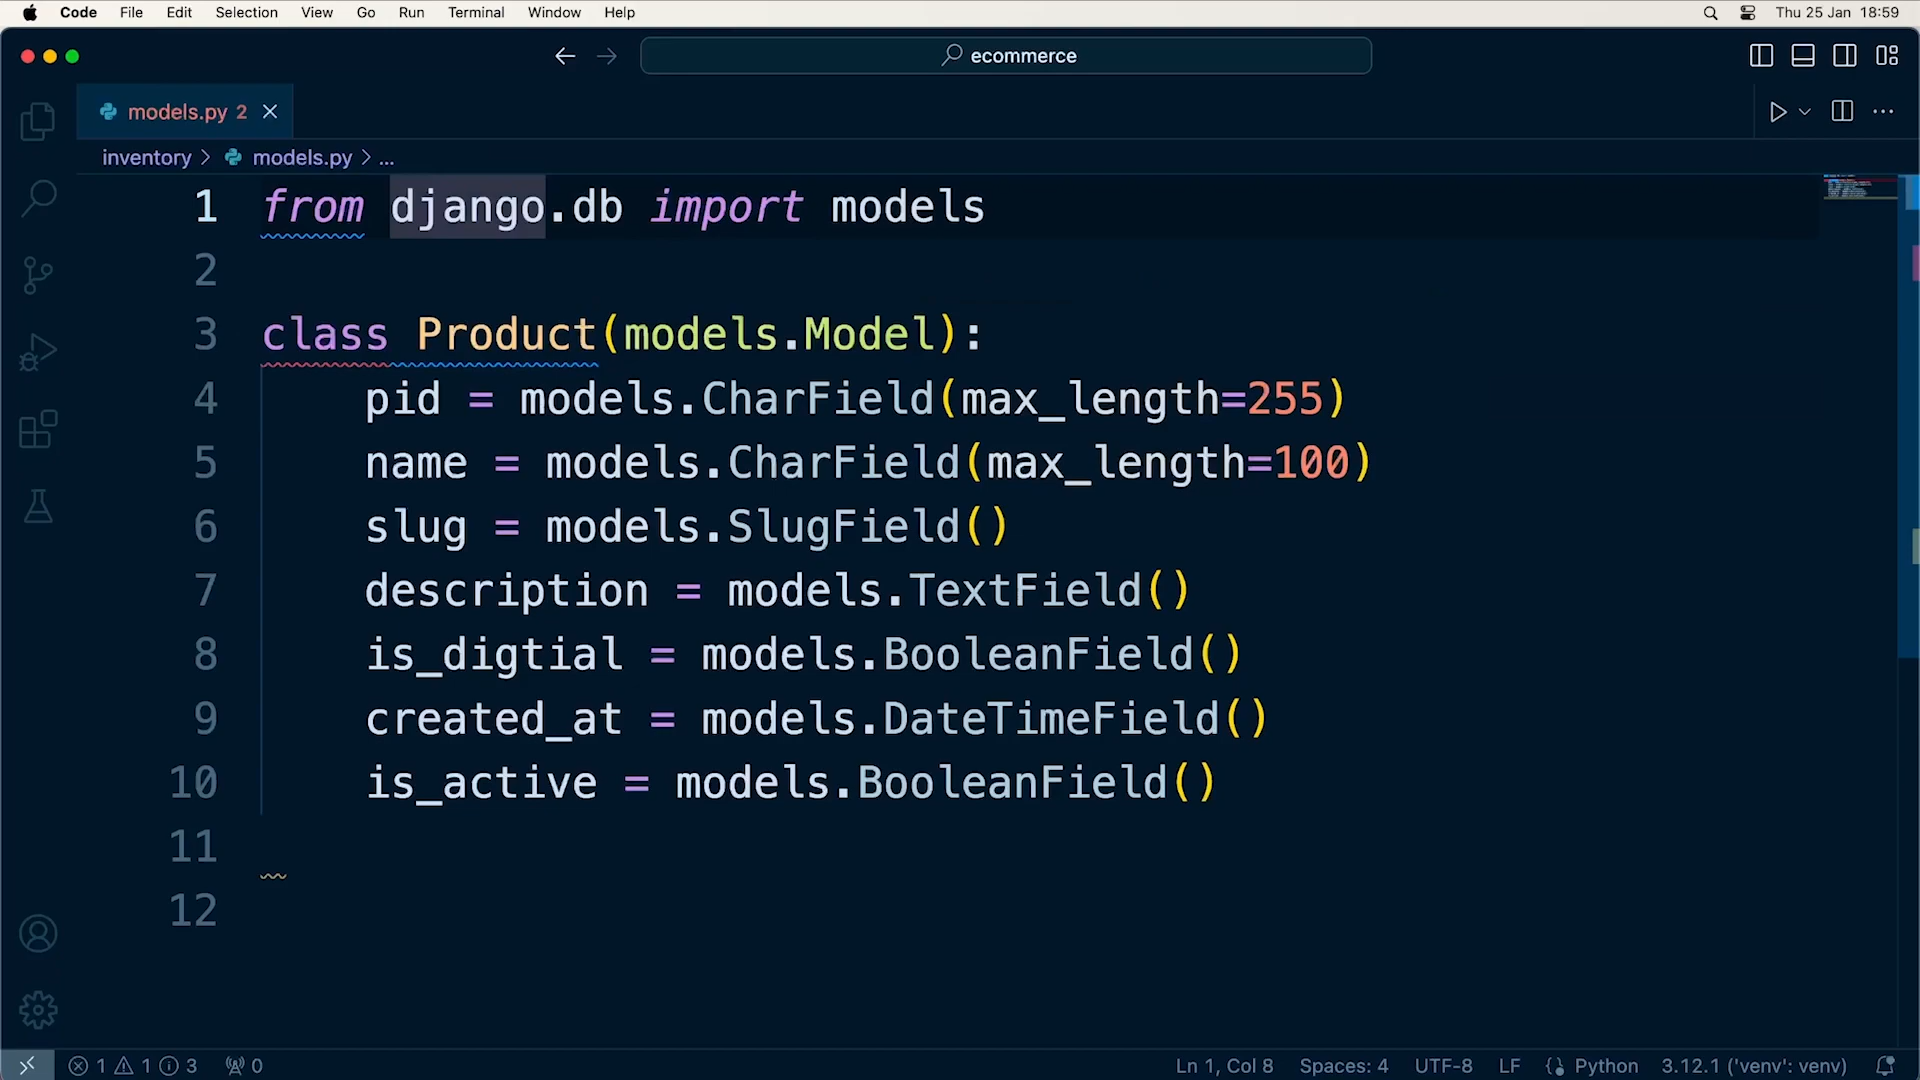 Code File Edit Selection View Go Run Terminal Window Help Thu 25 Jan 18:59
ecommerce
models.py 2
inventory > models.py > ...
1 from django.db import models
2
3 class Product(models.Model):
4 pid = models.CharField(max_length=255)
5 name = models.CharField(max_length=100)
6 slug = models.SlugField()
7 description = models.TextField()
8 is_digtial = models.BooleanField()
9 created_at = models.DateTimeField()
10 is_active = models.BooleanField()
11
12
1 1 3 0 Ln 1, Col 8 Spaces: 4 UTF-8 LF Python 3.12.1 ('venv': venv)